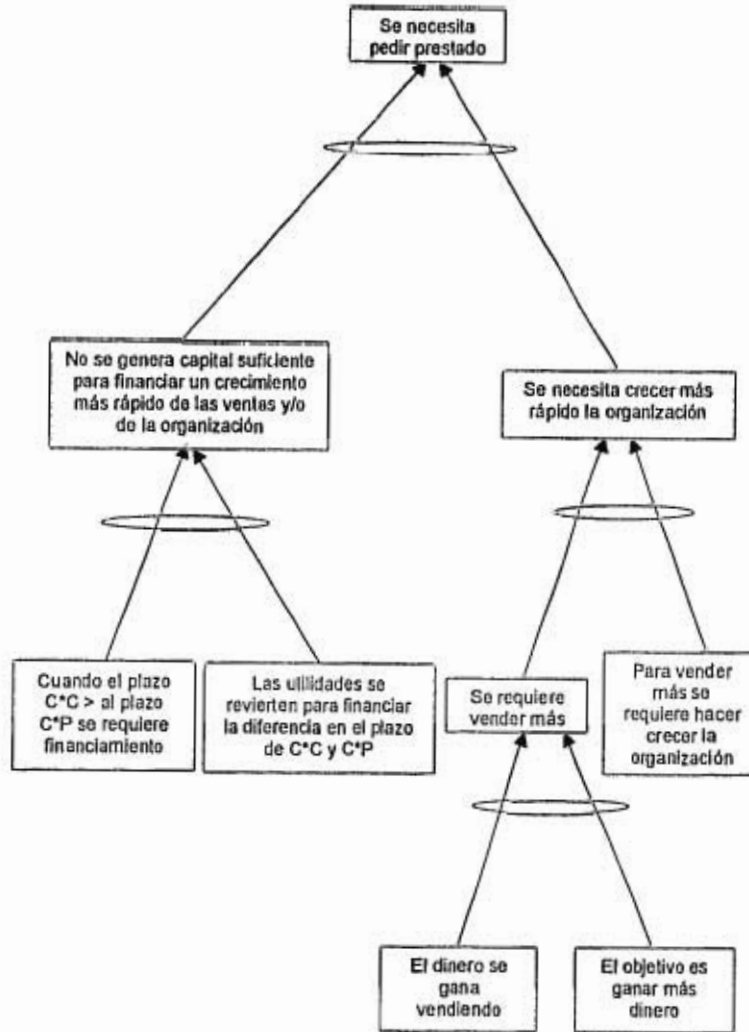 Se necesita
pedir prestado
No se genera capital suficiente
para financiar un crecimiento
más rápido de las ventas y/o
de la organización
Se necesita crecer más
rápido la organización
Cuando el plazo
C*C > al plazo
C*P se requiere
financiamiento
Las utilidades se
revierten para financiar
la diferencia en el plazo
de C*C y C*P
Se requiere
vender más
Para vender
más se
requiere hacer
crecer la
organización
El dinero se
gana
vendiendo
El objetivo es
ganar más
dinero